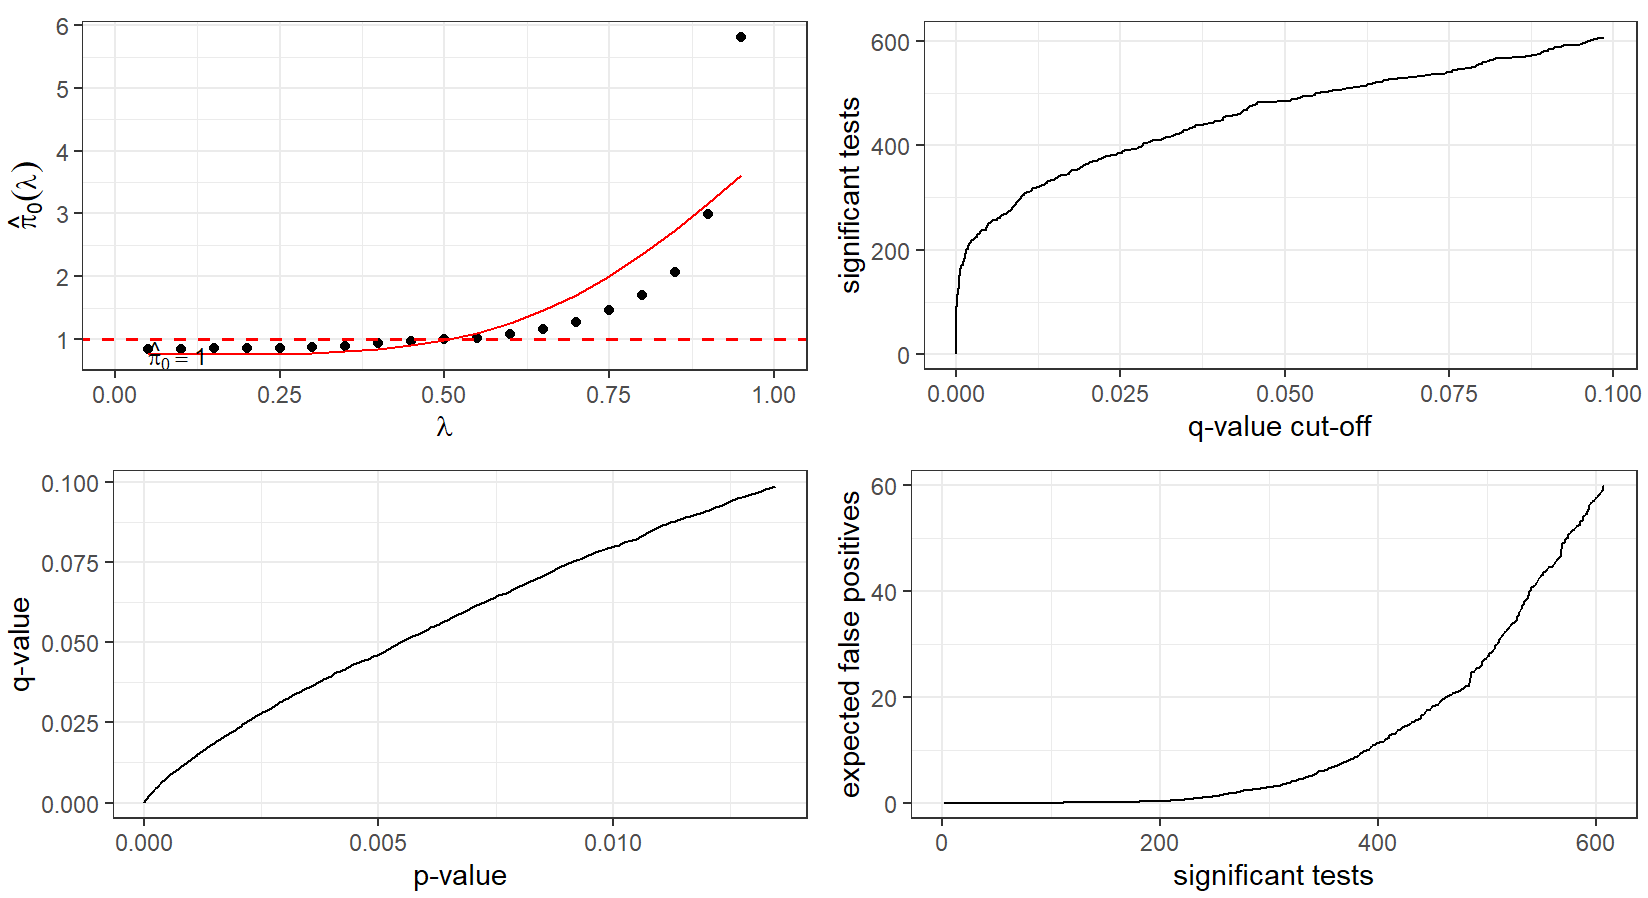 6
5
4
3
2
1
π̂₀(λ)
π̂₀ = 1
0.00 0.25 0.50 0.75 1.00
λ
600
400
200
0
significant tests
0.000 0.025 0.050 0.075 0.100
q-value cut-off
0.100
0.075
0.050
0.025
0.000
q-value
0.000 0.005 0.010
p-value
60
40
20
0
expected false positives
0 200 400 600
significant tests